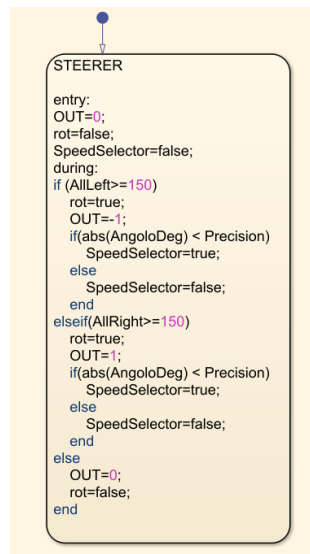 STEERER
entry:
OUT=0;
rot=false;
SpeedSelector=false;
during:
if (AllLeft>=150)
rot=true;
OUT=-1;
if(abs(AngoloDeg) < Precision)
SpeedSelector=true;
else
SpeedSelector=false;
end
elseif(AllRight>=150)
rot=true;
OUT=1;
if(abs(AngoloDeg) < Precision)
SpeedSelector=true;
else
SpeedSelector=false;
end
else
OUT=0;
rot=false;
end